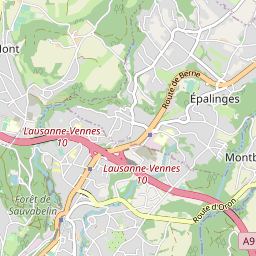 Mont
Route de Berne
Épalinges
Lausanne-Vennes
10
Montb
Lausanne-Vennes
10
Forêt de
Sauvabelin
Route d'Oron
A9